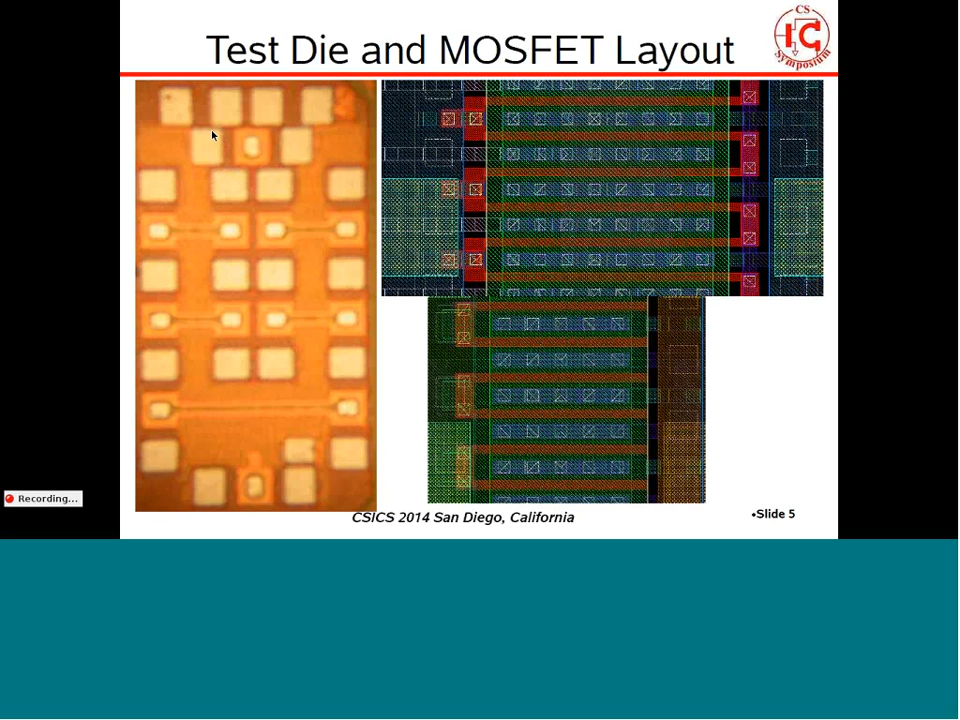 CS
IC
Symposium
Test Die and MOSFET Layout
Recording...
CSICS 2014 San Diego, California
•Slide 5